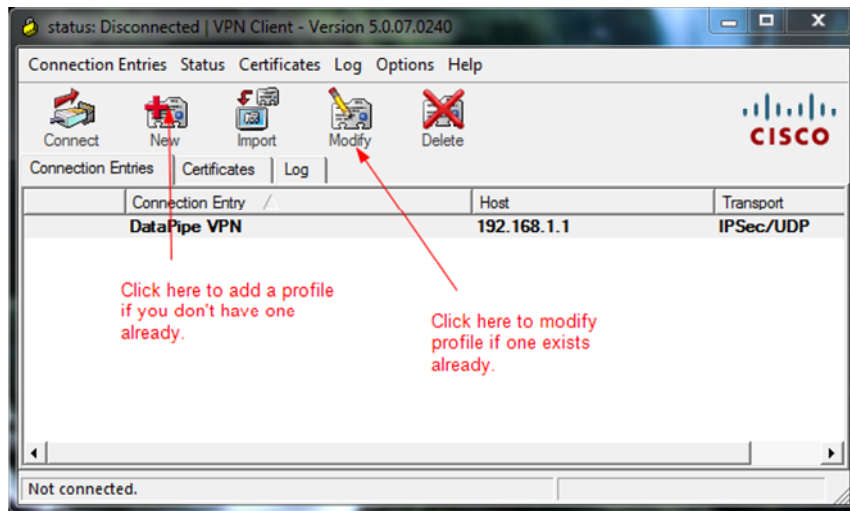 status: Disconnected | VPN Client - Version 5.0.07.0240
Connection Entries Status Certificates Log Options Help
Connect New Import Modify Delete
CISCO
Connection Entries Certificates Log
Connection Entry Host Transport
DataPipe VPN 192.168.1.1 IPSec/UDP
Click here to add a profile
if you don't have one
already.
Click here to modify
profile if one exists
already.
Not connected.